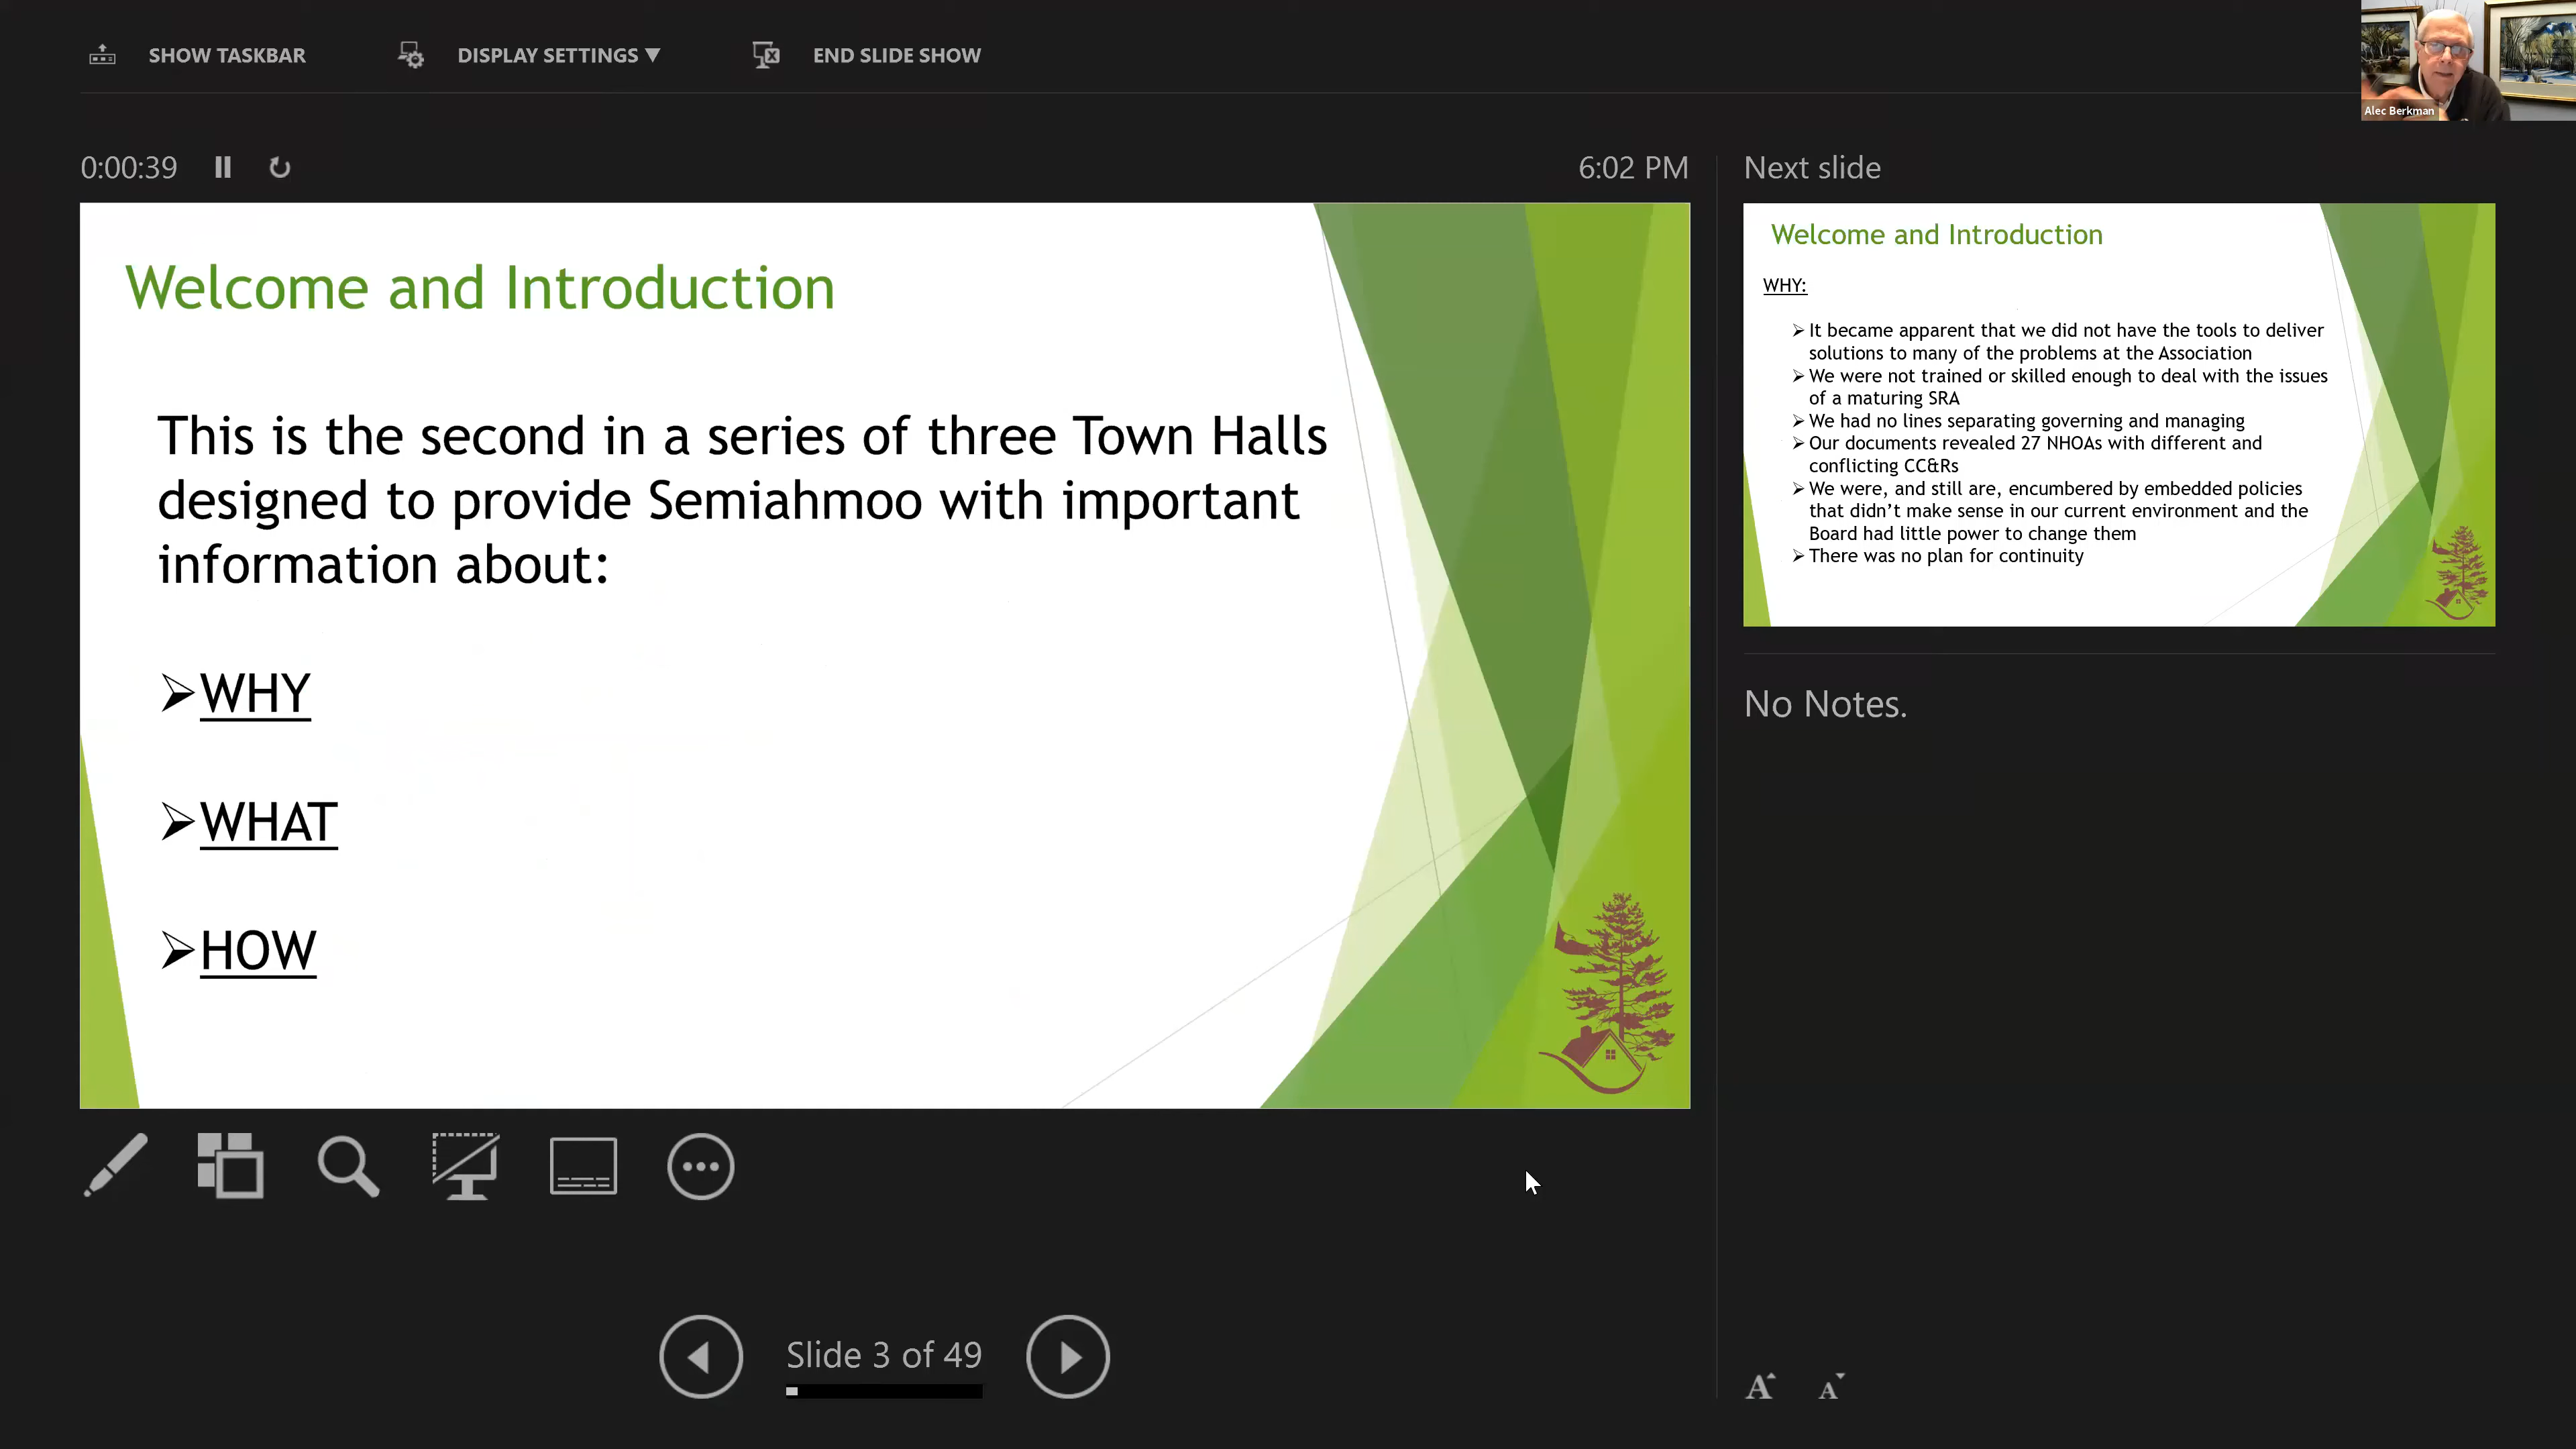 SHOW TASKBAR
DISPLAY SETTINGS ▼
END SLIDE SHOW
Alec Berkman
0:00:39
6:02 PM
Next slide
Welcome and Introduction
This is the second in a series of three Town Halls
designed to provide Semiahmoo with important
information about:
➢WHY
➢WHAT
➢HOW
Welcome and Introduction
WHY:
➢It became apparent that we did not have the tools to deliver
solutions to many of the problems at the Association
➢We were not trained or skilled enough to deal with the issues
of a maturing SRA
➢We had no lines separating governing and managing
➢Our documents revealed 27 NHOAs with different and
conflicting CC&Rs
➢We were, and still are, encumbered by embedded policies
that didn’t make sense in our current environment and the
Board had little power to change them
➢There was no plan for continuity
No Notes.
Slide 3 of 49
A A